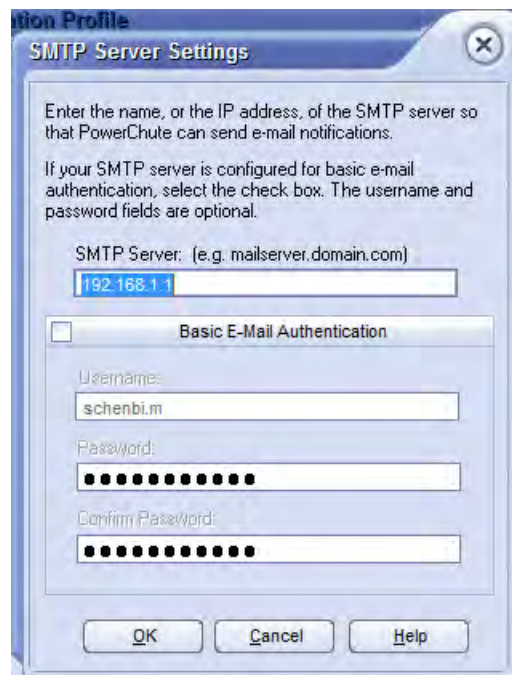 tion Profile
SMTP Server Settings
Enter the name, or the IP address, of the SMTP server so
that PowerChute can send e-mail notifications.
If your SMTP server is configured for basic e-mail
authentication, select the check box. The username and
password fields are optional.
SMTP Server: (e.g. mailserver.domain.com)
192.168.1.1
Basic E-Mail Authentication
Username:
schenbi.m
Password:
●●●●●●●●●●●
Confirm Password:
●●●●●●●●●●●
OK Cancel Help